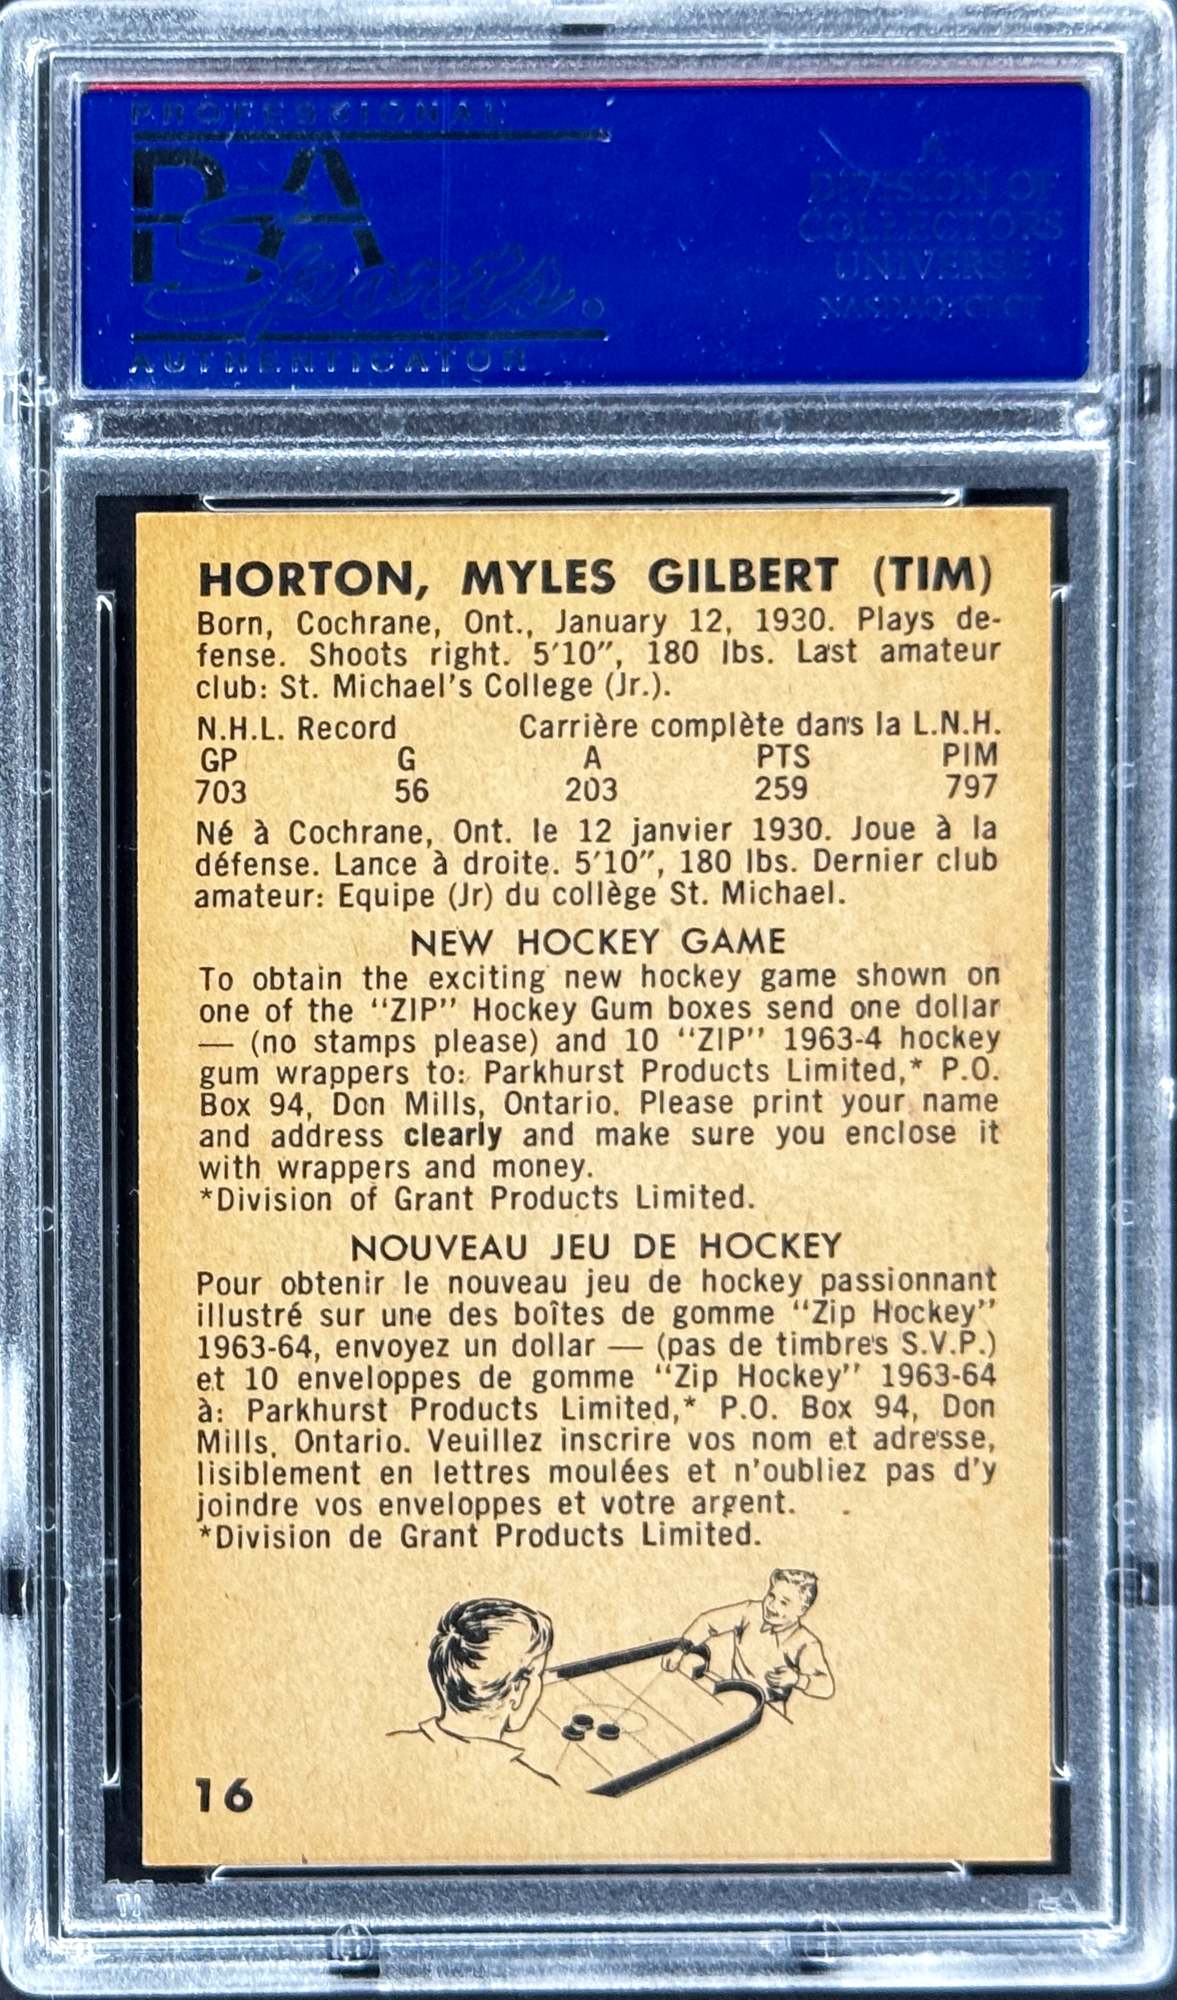 PROFESSIONAL
PSA
Sports
AUTHENTICATOR
A
DIVISION OF
COLLECTORS
UNIVERSE
NASDAQ: CLCT
HORTON, MYLES GILBERT (TIM)
Born, Cochrane, Ont., January 12, 1930. Plays de-
fense. Shoots right. 5'10", 180 lbs. Last amateur
club: St. Michael's College (Jr.).
N.H.L. Record Carrière complète dans la L.N.H.
GP G A PTS PIM
703 56 203 259 797
Né à Cochrane, Ont. le 12 janvier 1930. Joue à la
défense. Lance à droite. 5'10", 180 lbs. Dernier club
amateur: Equipe (Jr) du collège St. Michael.
NEW HOCKEY GAME
To obtain the exciting new hockey game shown on
one of the "ZIP" Hockey Gum boxes send one dollar
— (no stamps please) and 10 "ZIP" 1963-4 hockey
gum wrappers to: Parkhurst Products Limited,* P.O.
Box 94, Don Mills, Ontario. Please print your name
and address clearly and make sure you enclose it
with wrappers and money.
*Division of Grant Products Limited.
NOUVEAU JEU DE HOCKEY
Pour obtenir le nouveau jeu de hockey passionnant
illustré sur une des boîtes de gomme "Zip Hockey"
1963-64, envoyez un dollar — (pas de timbres S.V.P.)
et 10 enveloppes de gomme "Zip Hockey" 1963-64
à: Parkhurst Products Limited,* P.O. Box 94, Don
Mills, Ontario. Veuillez inscrire vos nom et adresse,
lisiblement en lettres moulées et n'oubliez pas d'y
joindre vos enveloppes et votre argent.
*Division de Grant Products Limited.
16